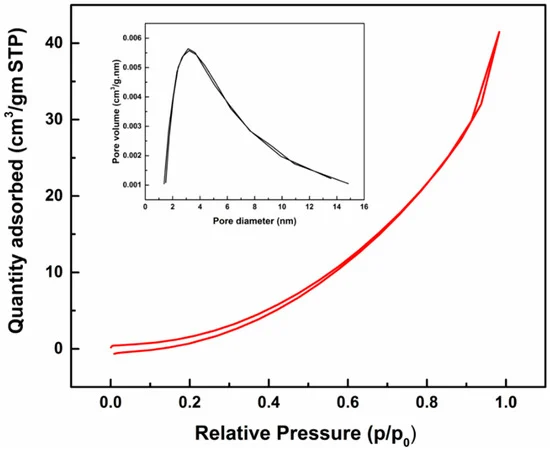 Quantity adsorbed (cm³/gm STP)
40
30
20
10
0
0.0 0.2 0.4 0.6 0.8 1.0
Relative Pressure (p/p₀)
Pore volume (cm³/g.nm)
0.006
0.005
0.004
0.003
0.002
0.001
0 2 4 6 8 10 12 14 16
Pore diameter (nm)